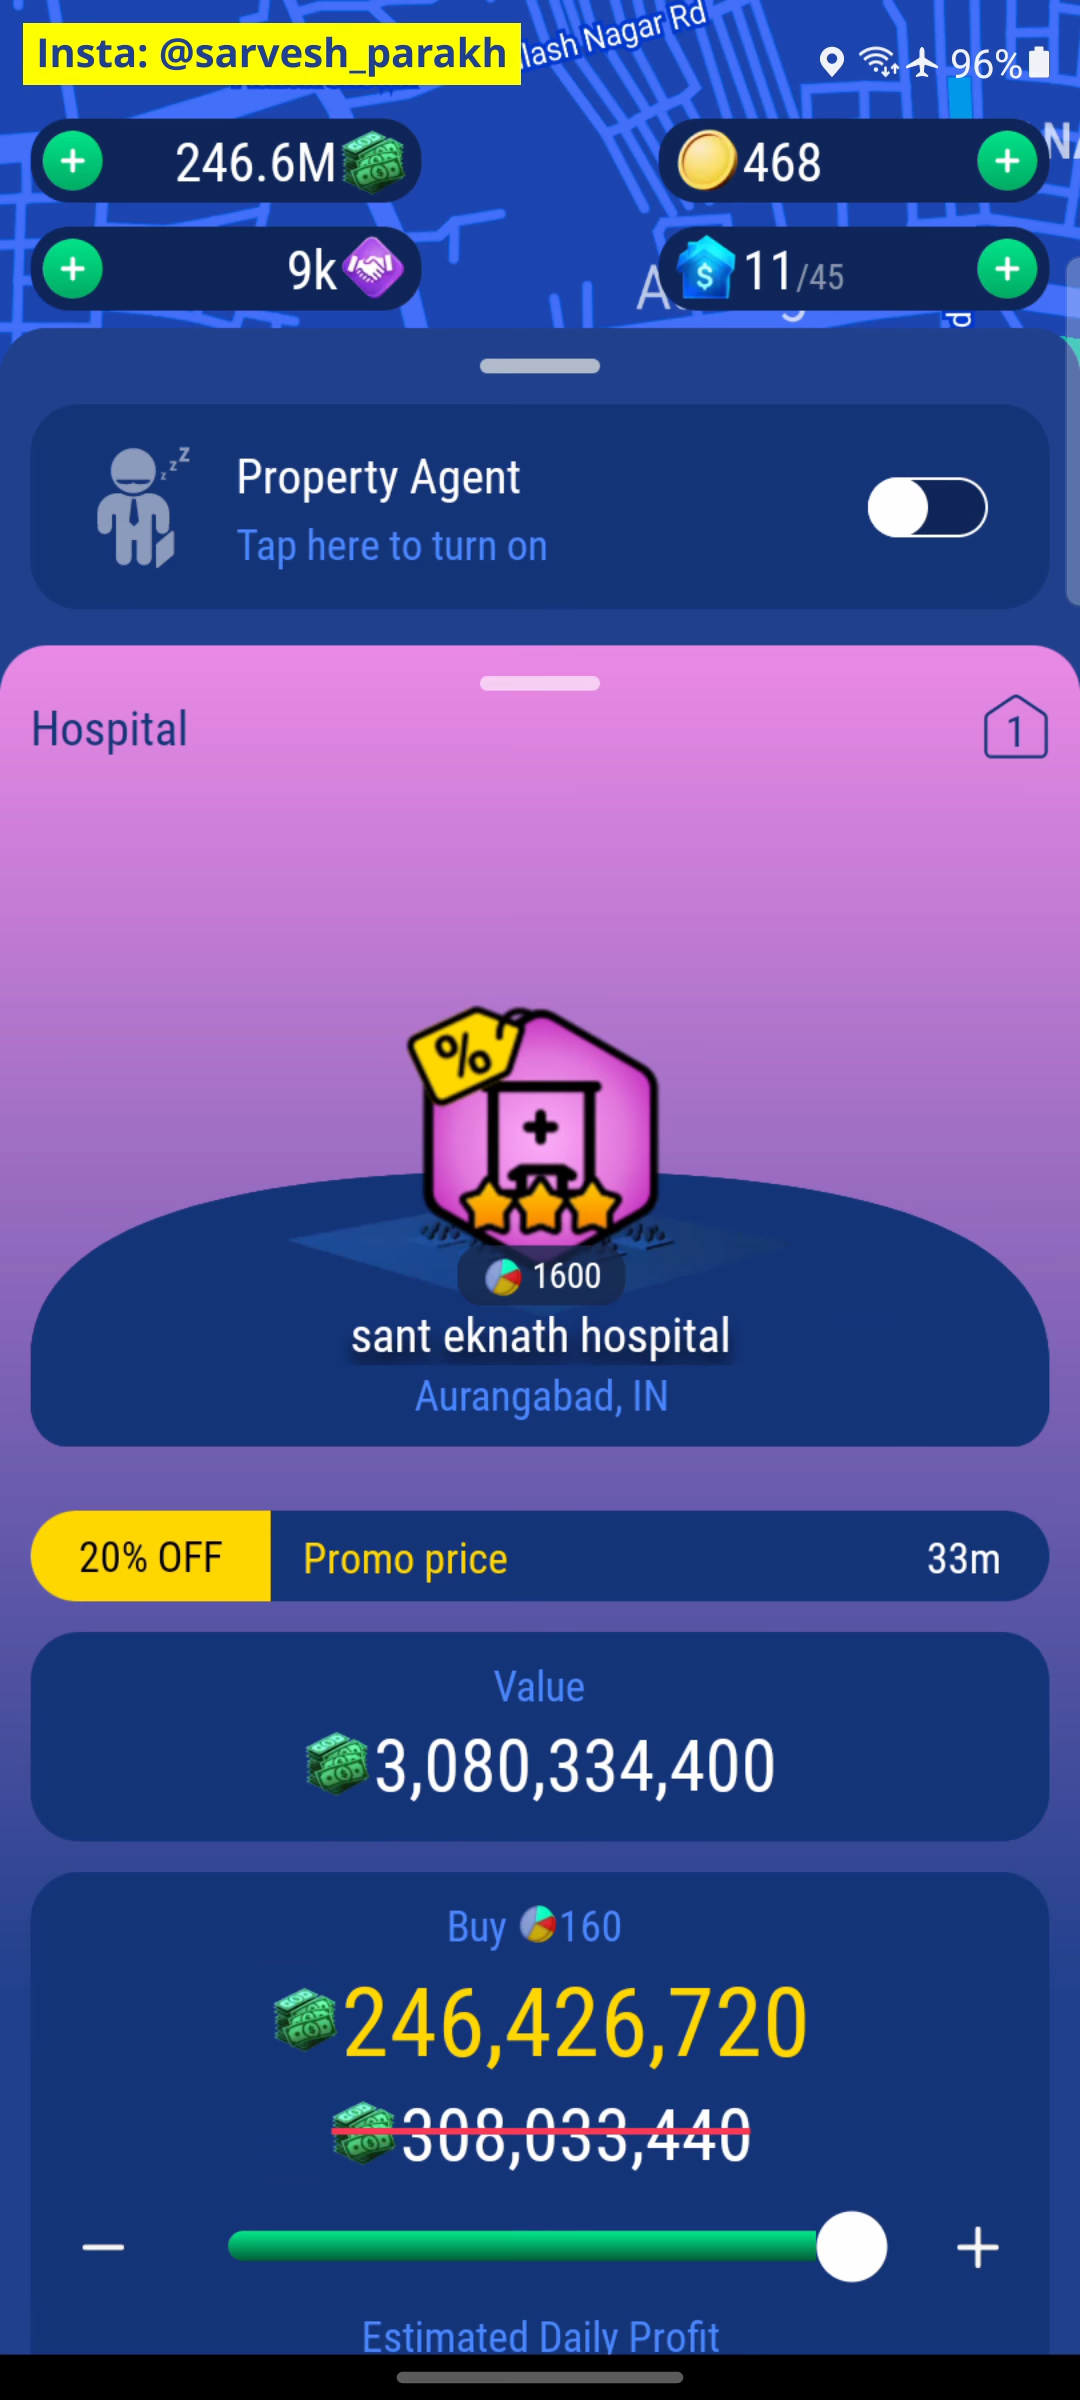 Insta: @sarvesh_parakh
lash Nagar Rd
96%
246.6M
468
9k
11/45
Property Agent
Tap here to turn on
Hospital
1
%
1600
sant eknath hospital
Aurangabad, IN
20% OFF
Promo price
33m
Value
3,080,334,400
Buy 160
246,426,720
308,033,440
Estimated Daily Profit